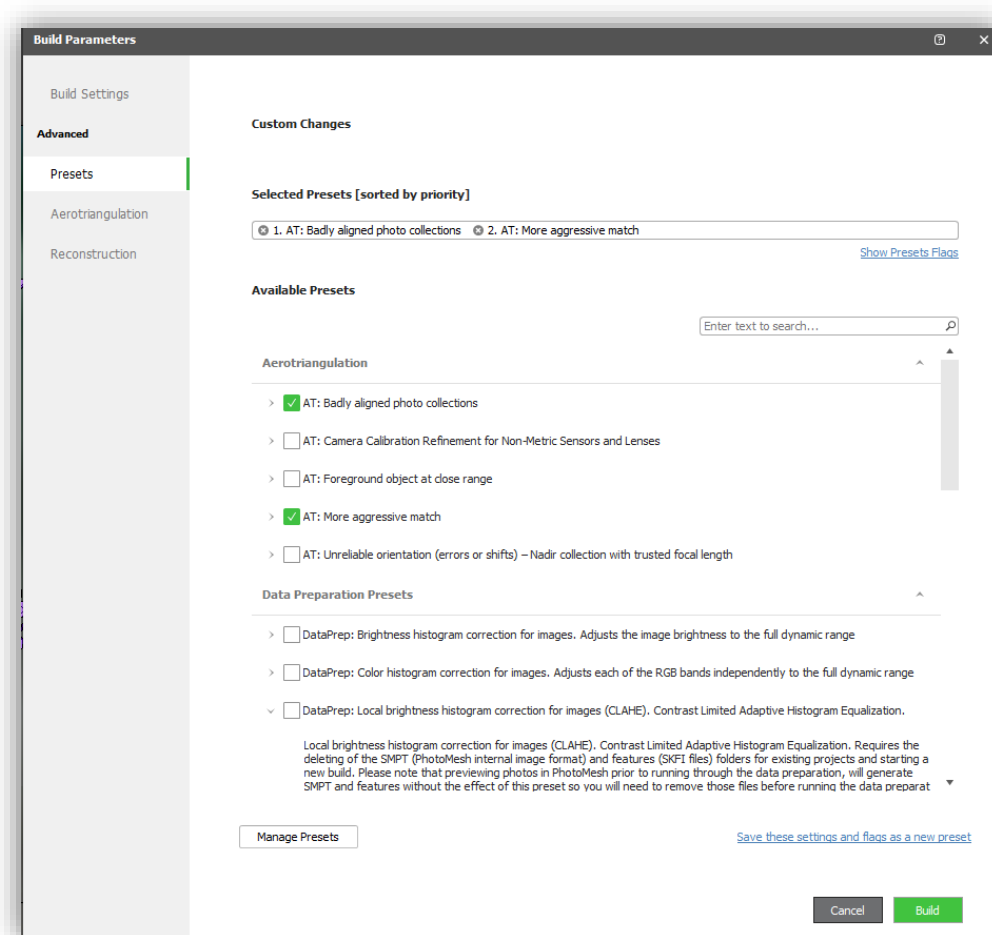 Build Parameters
Build Settings
Advanced
Presets
Aerotriangulation
Reconstruction
Custom Changes
Selected Presets [sorted by priority]
1. AT: Badly aligned photo collections 2. AT: More aggressive match
Show Presets Flags
Available Presets
Enter text to search...
Aerotriangulation
AT: Badly aligned photo collections
AT: Camera Calibration Refinement for Non-Metric Sensors and Lenses
AT: Foreground object at close range
AT: More aggressive match
AT: Unreliable orientation (errors or shifts) – Nadir collection with trusted focal length
Data Preparation Presets
DataPrep: Brightness histogram correction for images. Adjusts the image brightness to the full dynamic range
DataPrep: Color histogram correction for images. Adjusts each of the RGB bands independently to the full dynamic range
DataPrep: Local brightness histogram correction for images (CLAHE). Contrast Limited Adaptive Histogram Equalization.
Local brightness histogram correction for images (CLAHE). Contrast Limited Adaptive Histogram Equalization. Requires the
deleting of the SMPT (PhotoMesh internal image format) and features (SKFI files) folders for existing projects and starting a
new build. Please note that previewing photos in PhotoMesh prior to running through the data preparation, will generate
SMPT and features without the effect of this preset so you will need to remove those files before running the data preparat
Manage Presets
Save these settings and flags as a new preset
Cancel
Build